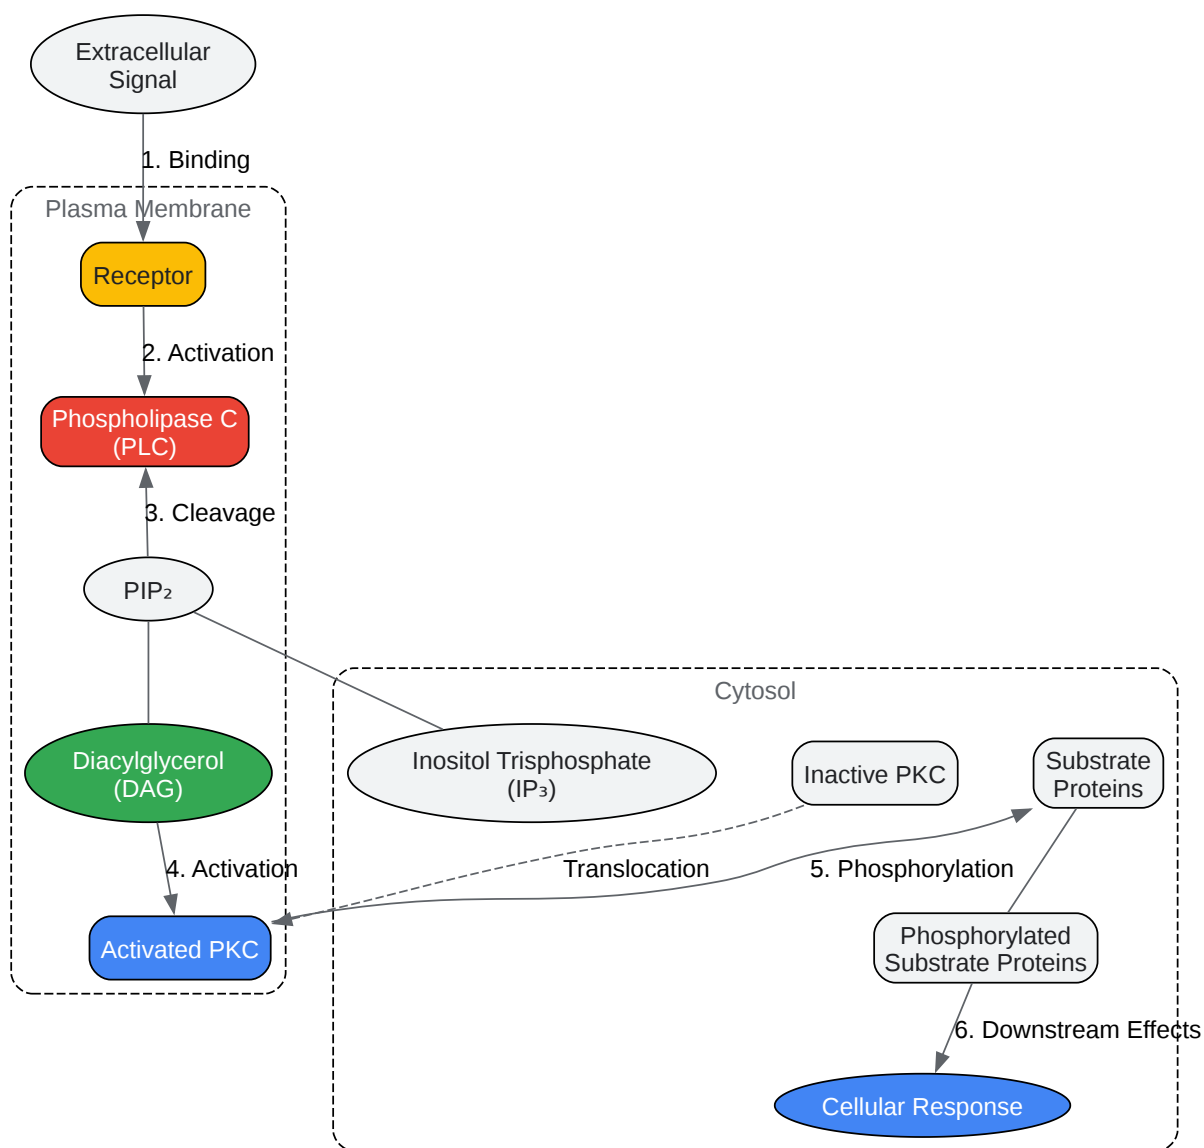 Extracellular
Signal
1. Binding
Plasma Membrane
Receptor
2. Activation
Phospholipase C
(PLC)
3. Cleavage
PIP₂
Cytosol
Diacylglycerol
(DAG)
Inositol Trisphosphate
(IP₃)
Inactive PKC
Substrate
Proteins
4. Activation
Translocation
5. Phosphorylation
Activated PKC
Phosphorylated
Substrate Proteins
6. Downstream Effects
Cellular Response